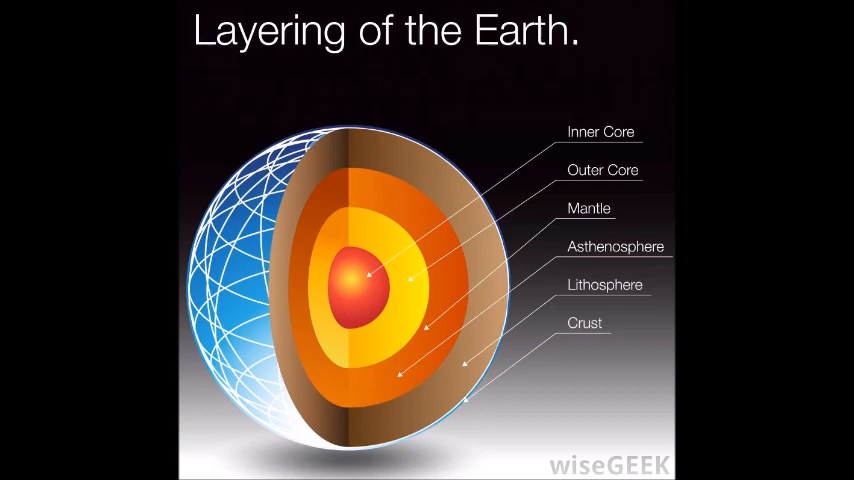 Layering of the Earth.
Inner Core
Outer Core
Mantle
Asthenosphere
Lithosphere
Crust
wiseGEEK